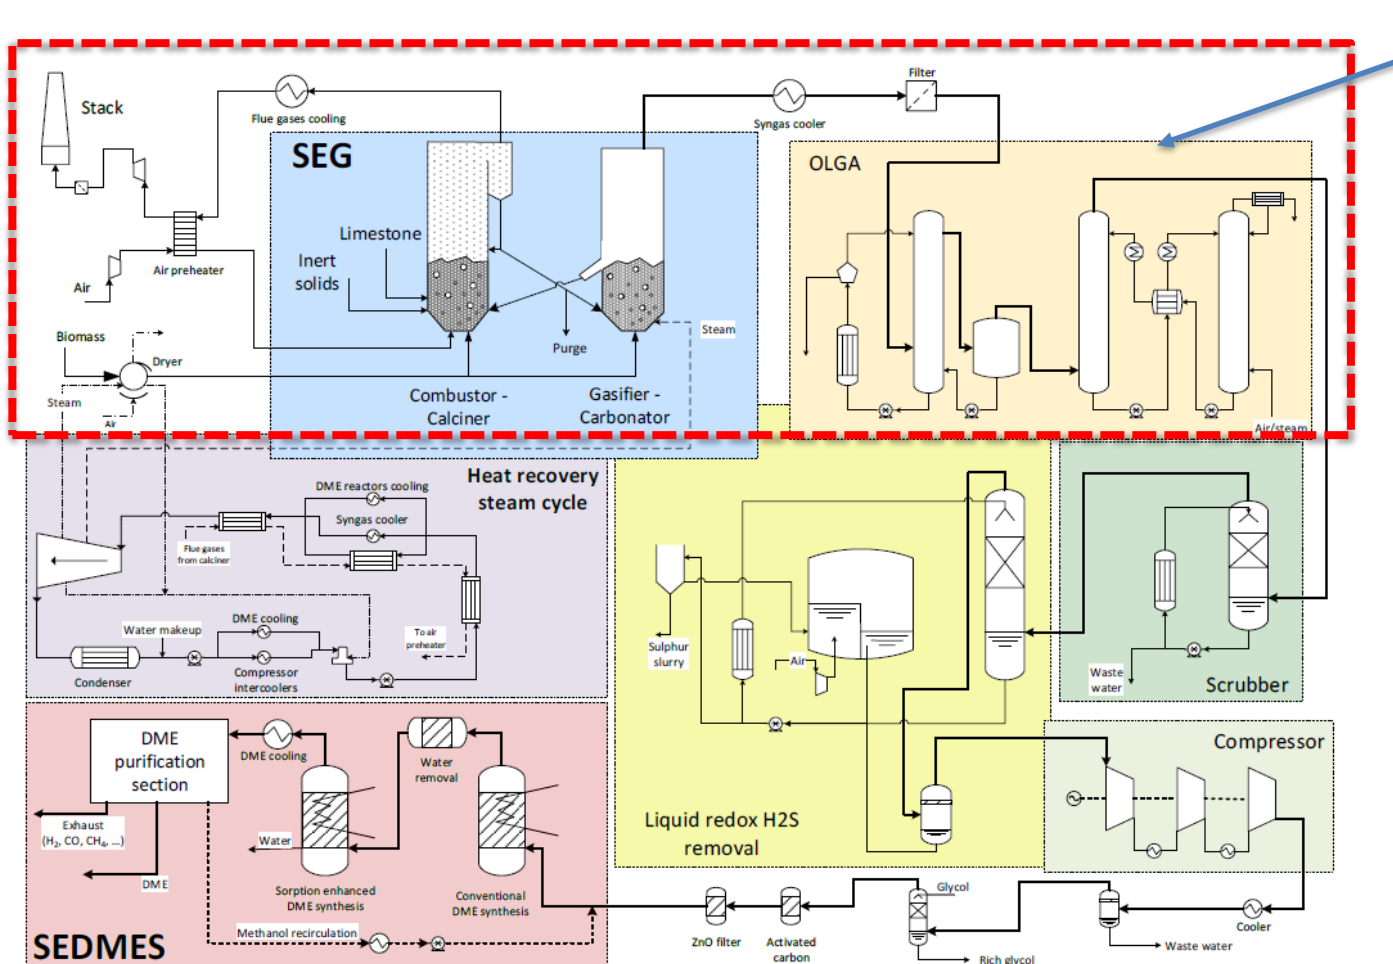 Filter
Stack
Flue gases cooling
Syngas cooler
SEG
OLGA
Limestone
Inert
solids
Air preheater
Air
Steam
Biomass
Purge
Dryer
Combustor -
Calciner
Gasifier -
Carbonator
Steam
Air
Air/steam
Heat recovery
steam cycle
DME reactors cooling
Syngas cooler
Flue gases
from calciner
Water makeup
DME cooling
To air
preheater
Condenser
Compressor
intercoolers
Sulphur
slurry
Air
Liquid redox H2S
removal
Waste
water
Scrubber
Compressor
DME
purification
section
DME cooling
Water
removal
Exhaust
(H₂, CO, CH₄, ...)
Water
DME
Sorption enhanced
DME synthesis
Conventional
DME synthesis
Methanol recirculation
SEDMES
ZnO filter
Activated
carbon
Glycol
Rich glycol
Waste water
Cooler